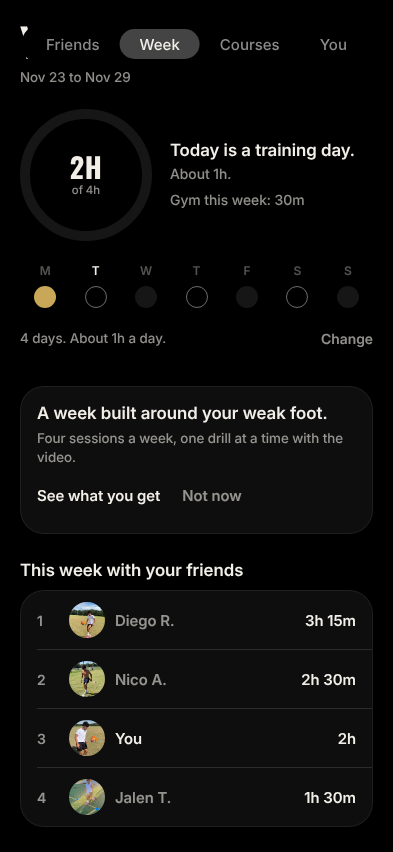 Friends
Week
Courses
You
Nov 23 to Nov 29
2H
of 4h
Today is a training day.
About 1h.
Gym this week: 30m
M T W T F S S
4 days. About 1h a day.
Change
A week built around your weak foot.
Four sessions a week, one drill at a time with the
video.
See what you get
Not now
This week with your friends
1 Diego R. 3h 15m
2 Nico A. 2h 30m
3 You 2h
4 Jalen T. 1h 30m